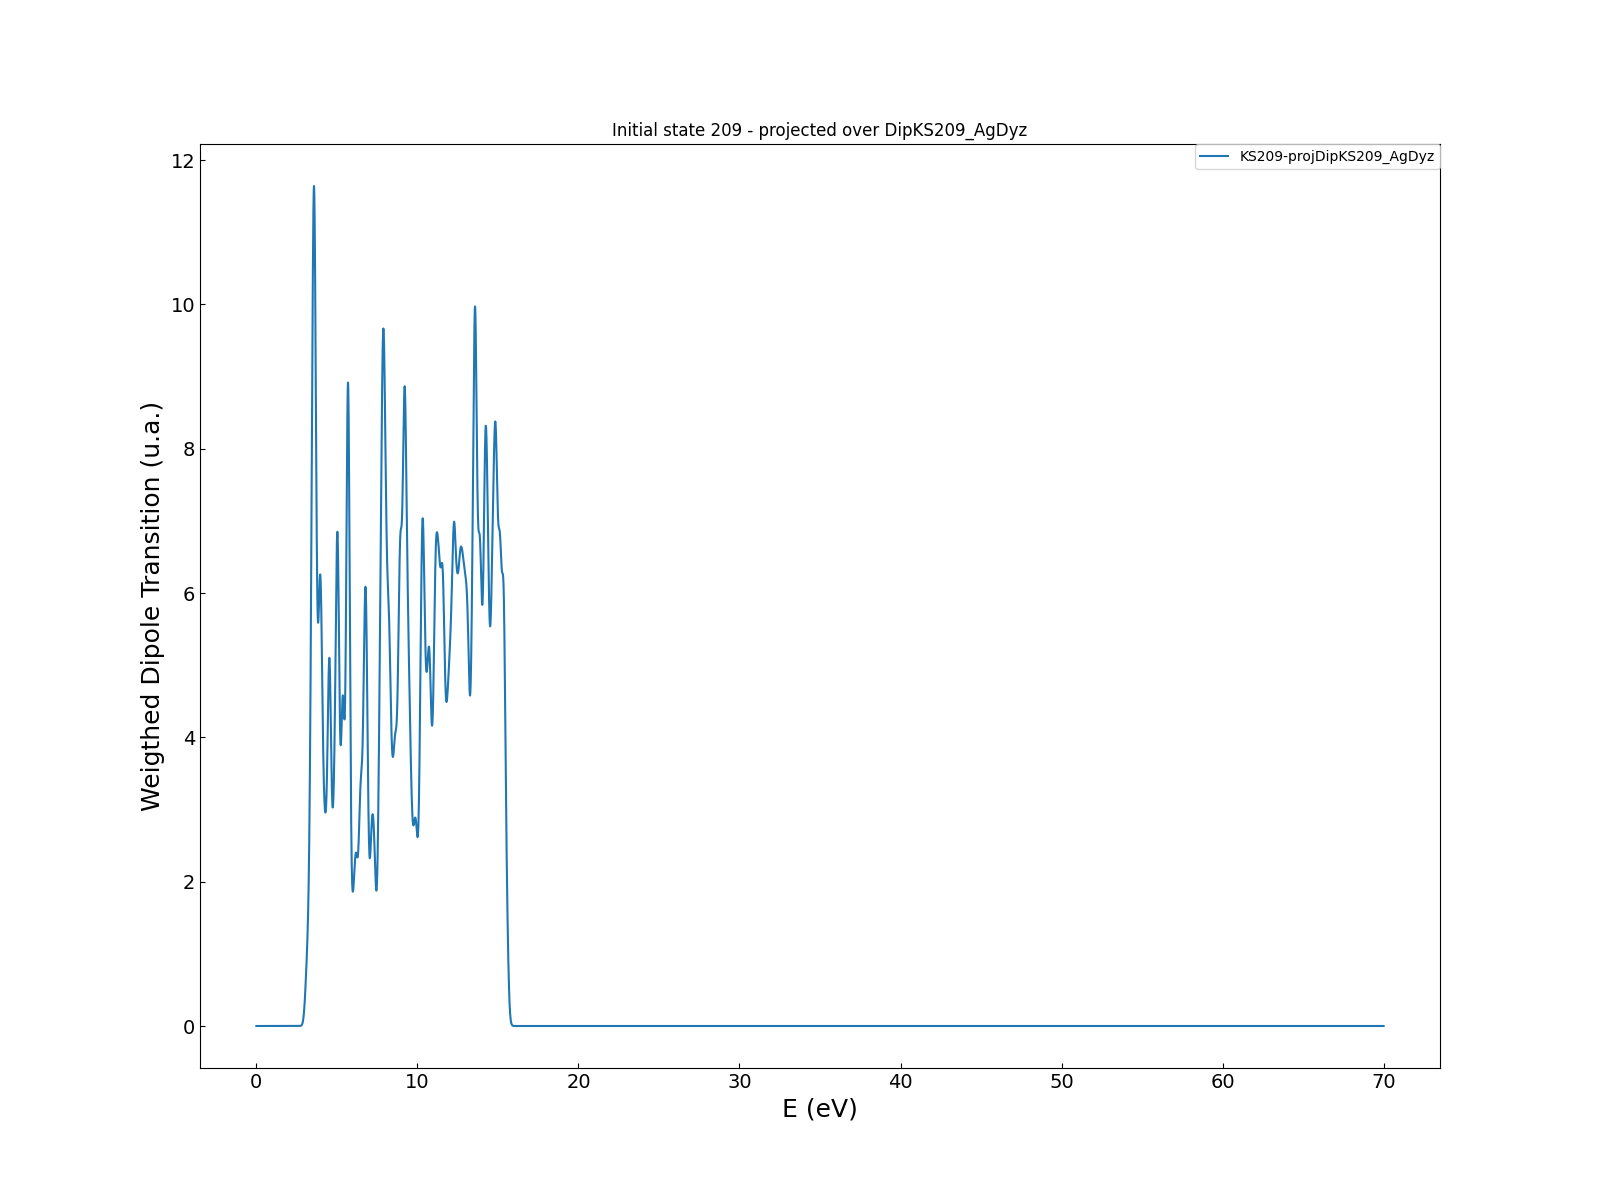 Initial state 209 - projected over DipKS209_AgDyz
KS209-projDipKS209_AgDyz
Weigthed Dipole Transition (u.a.)
12
10
8
6
4
2
0
0 10 20 30 40 50 60 70
E (eV)